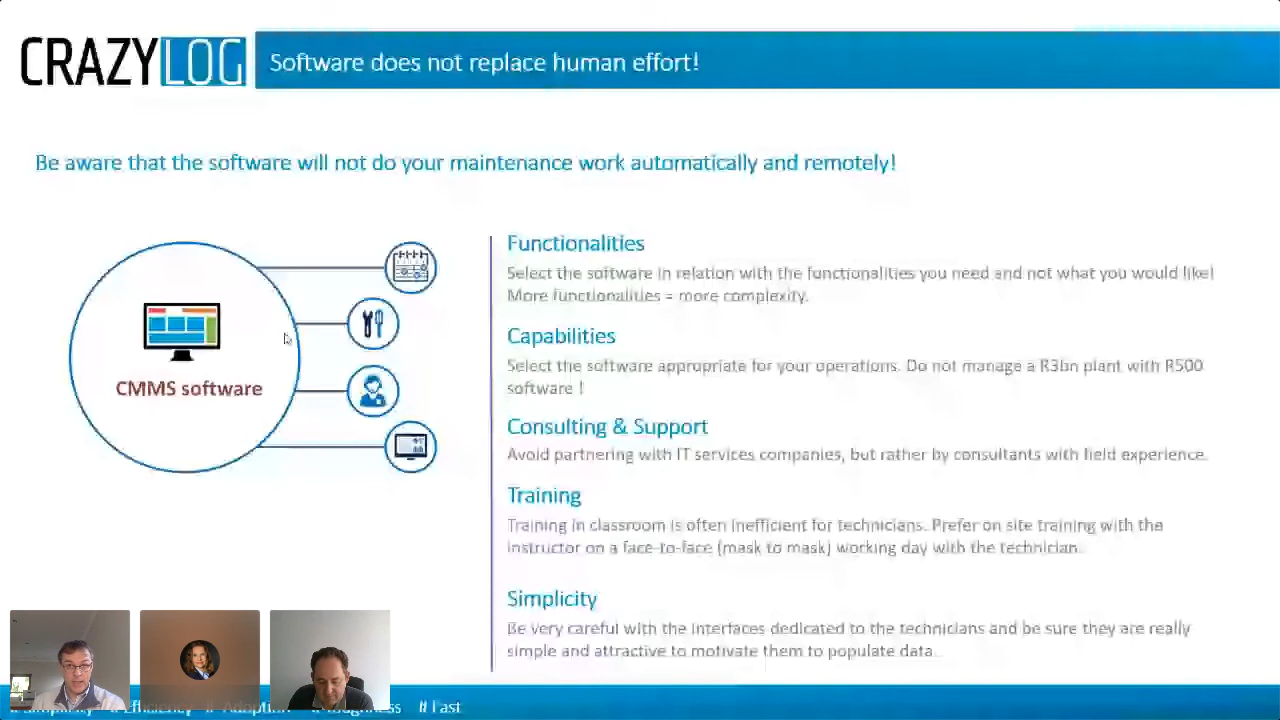 CRAZYLOG
Software does not replace human effort!
Be aware that the software will not do your maintenance work automatically and remotely!
CMMS software
Functionalities
Select the software in relation with the functionalities you need and not what you would like!
More functionalities = more complexity.
Capabilities
Select the software appropriate for your operations. Do not manage a R3bn plant with R500
software !
Consulting & Support
Avoid partnering with IT services companies, but rather by consultants with field experience.
Training
Training in classroom is often inefficient for technicians. Prefer on site training with the
instructor on a face-to-face (mask to mask) working day with the technician.
Simplicity
Be very careful with the interfaces dedicated to the technicians and be sure they are really
simple and attractive to motivate them to populate data.
# Fast